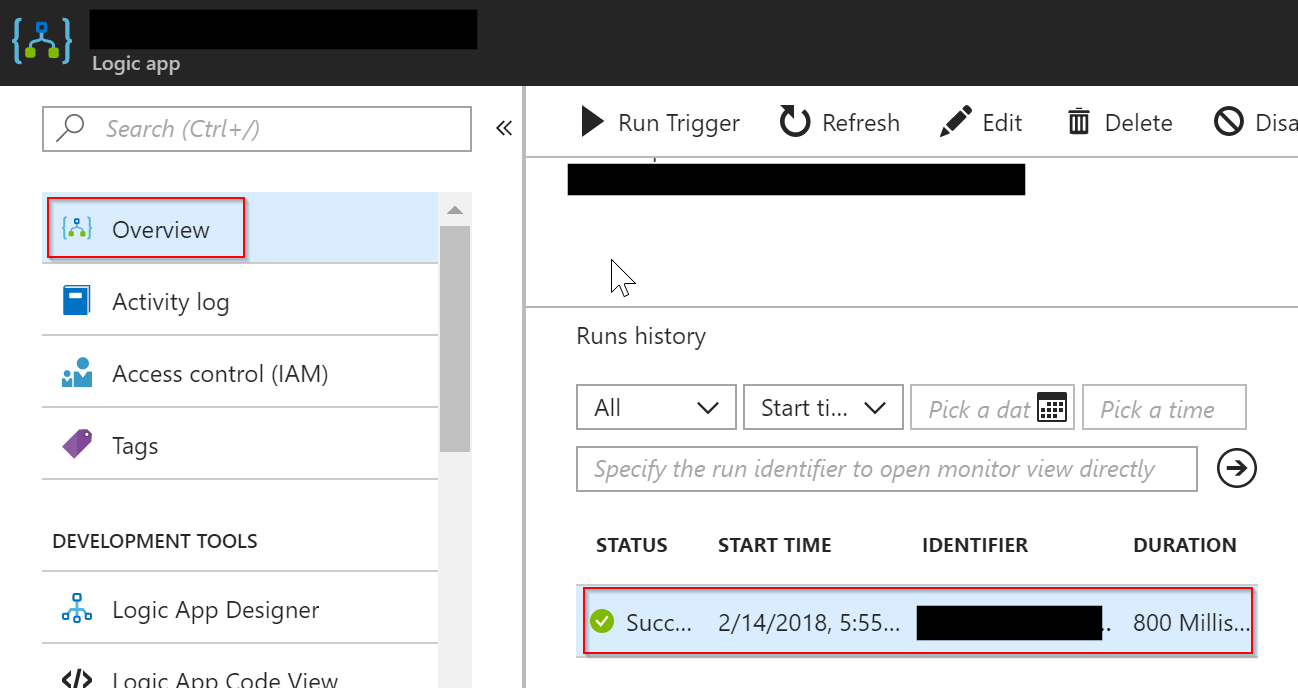 Logic app
Search (Ctrl+/)
«
Run Trigger
Refresh
Edit
Delete
Disa
Overview
Activity log
Access control (IAM)
Tags
DEVELOPMENT TOOLS
Logic App Designer
Logic App Code View
Runs history
All
Start ti...
Pick a dat
Pick a time
Specify the run identifier to open monitor view directly
STATUS START TIME IDENTIFIER DURATION
Succ... 2/14/2018, 5:55... .. 800 Millis...